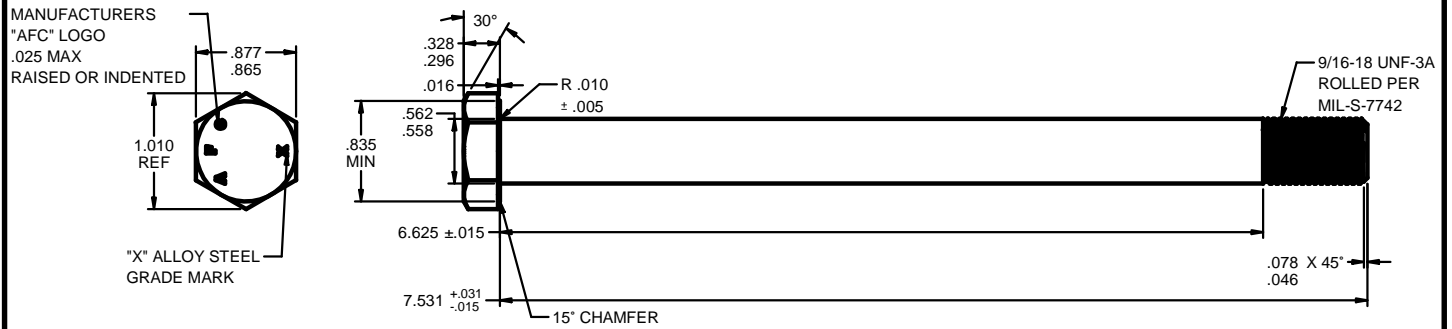 MANUFACTURERS
"AFC" LOGO
.025 MAX
RAISED OR INDENTED
.877
.865
1.010
REF
A F C
X
"X" ALLOY STEEL
GRADE MARK
30°
.328
.296
.016
R .010
± .005
.562
.558
.835
MIN
6.625 ±.015
7.531 +.031
-.015
15° CHAMFER
9/16-18 UNF-3A
ROLLED PER
MIL-S-7742
.078 X 45°
.046